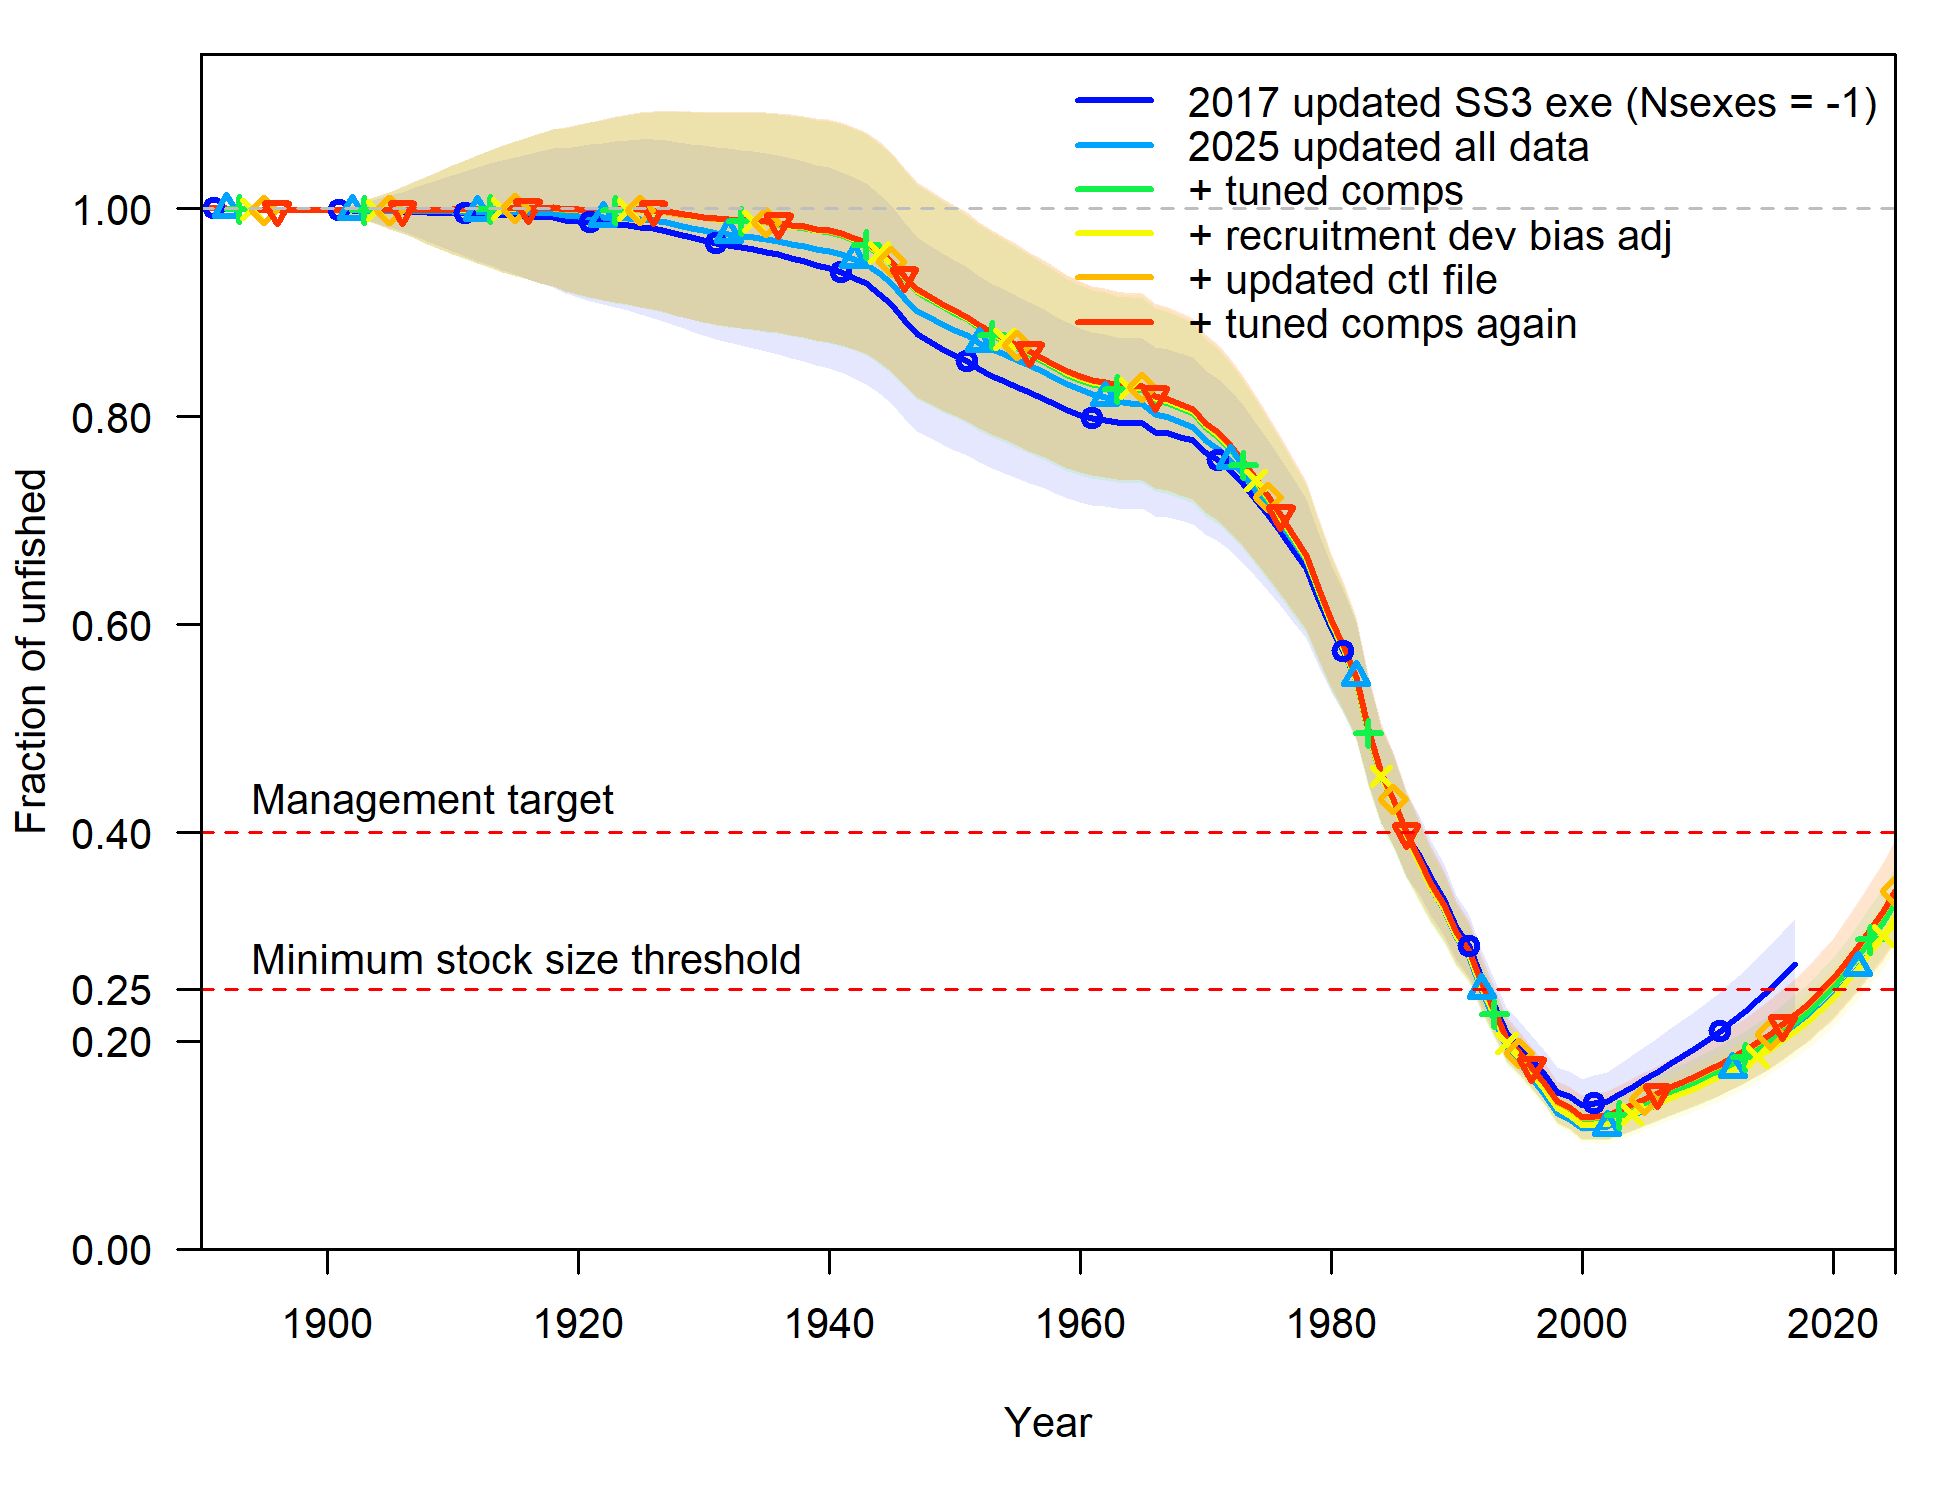 2017 updated SS3 exe (Nsexes = -1)
2025 updated all data
+ tuned comps
+ recruitment dev bias adj
+ updated ctl file
+ tuned comps again
1.00
0.80
0.60
0.40
0.25
0.20
0.00
Fraction of unfished
Management target
Minimum stock size threshold
1900 1920 1940 1960 1980 2000 2020
Year